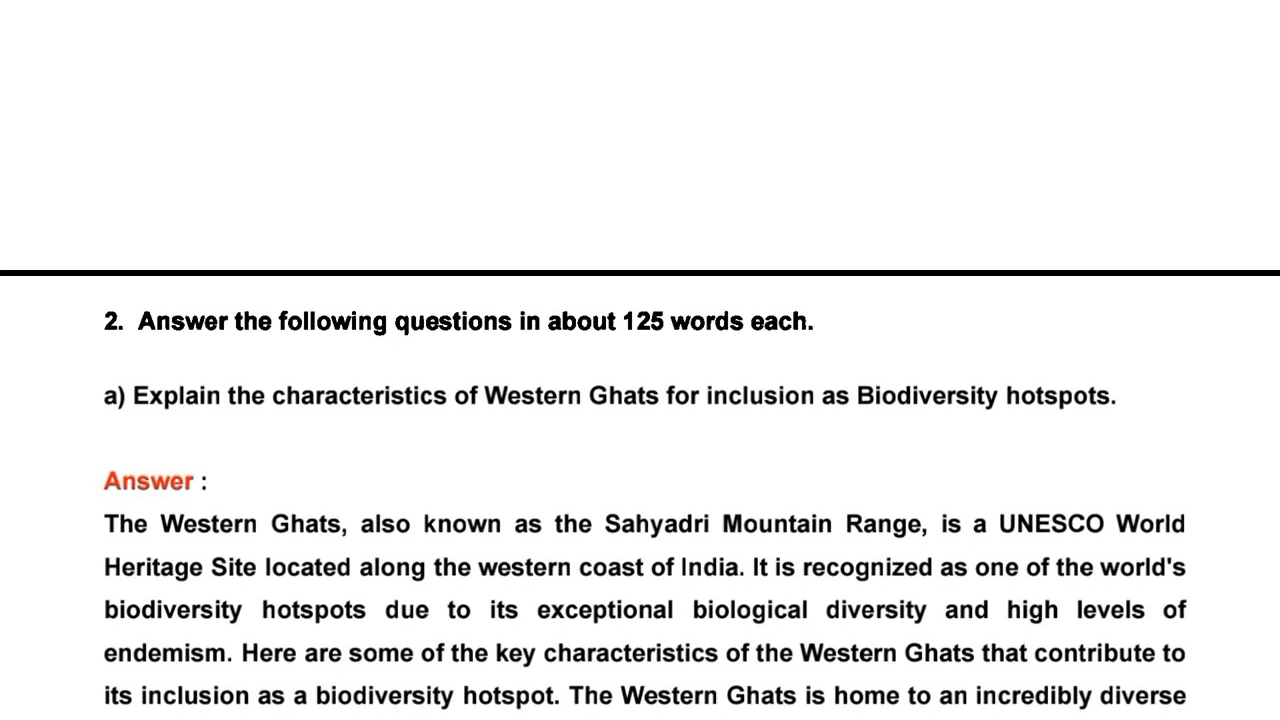 2. Answer the following questions in about 125 words each.
a) Explain the characteristics of Western Ghats for inclusion as Biodiversity hotspots.
Answer :
The Western Ghats, also known as the Sahyadri Mountain Range, is a UNESCO World
Heritage Site located along the western coast of India. It is recognized as one of the world's
biodiversity hotspots due to its exceptional biological diversity and high levels of
endemism. Here are some of the key characteristics of the Western Ghats that contribute to
its inclusion as a biodiversity hotspot. The Western Ghats is home to an incredibly diverse